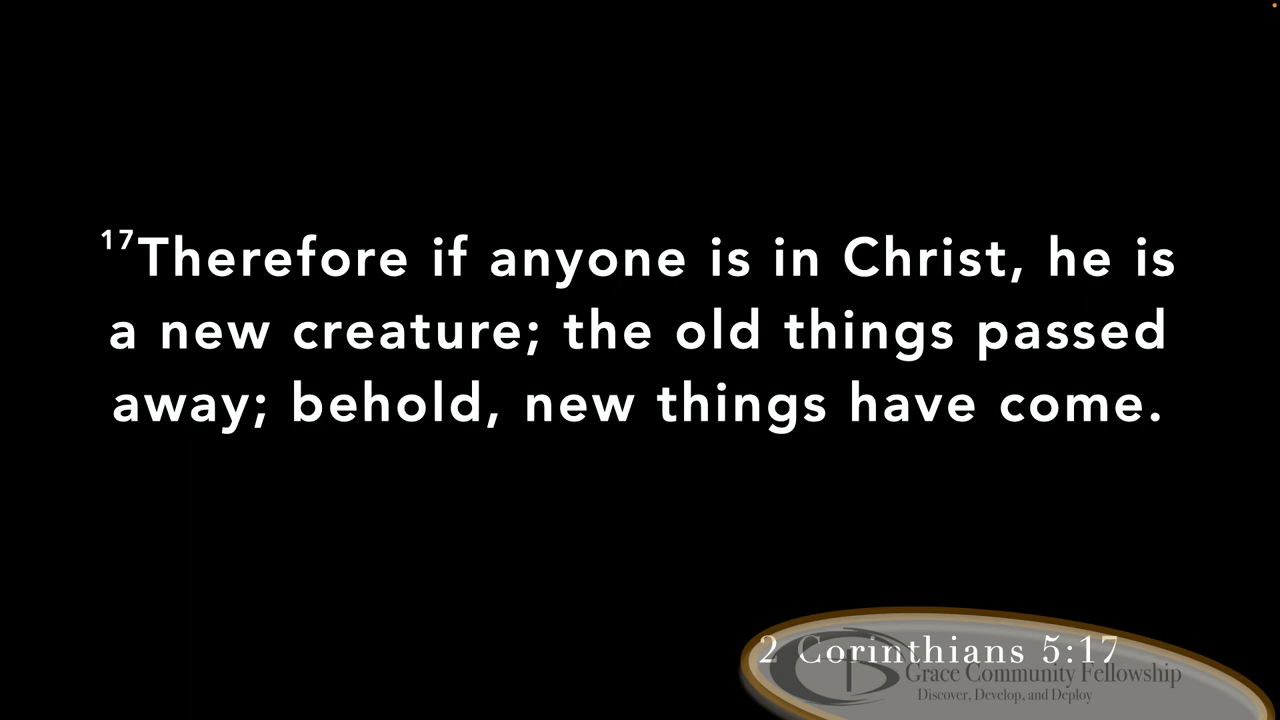 17Therefore if anyone is in Christ, he is
a new creature; the old things passed
away; behold, new things have come.
2 Corinthians 5:17
Grace Community Fellowship
Discover, Develop, and Deploy